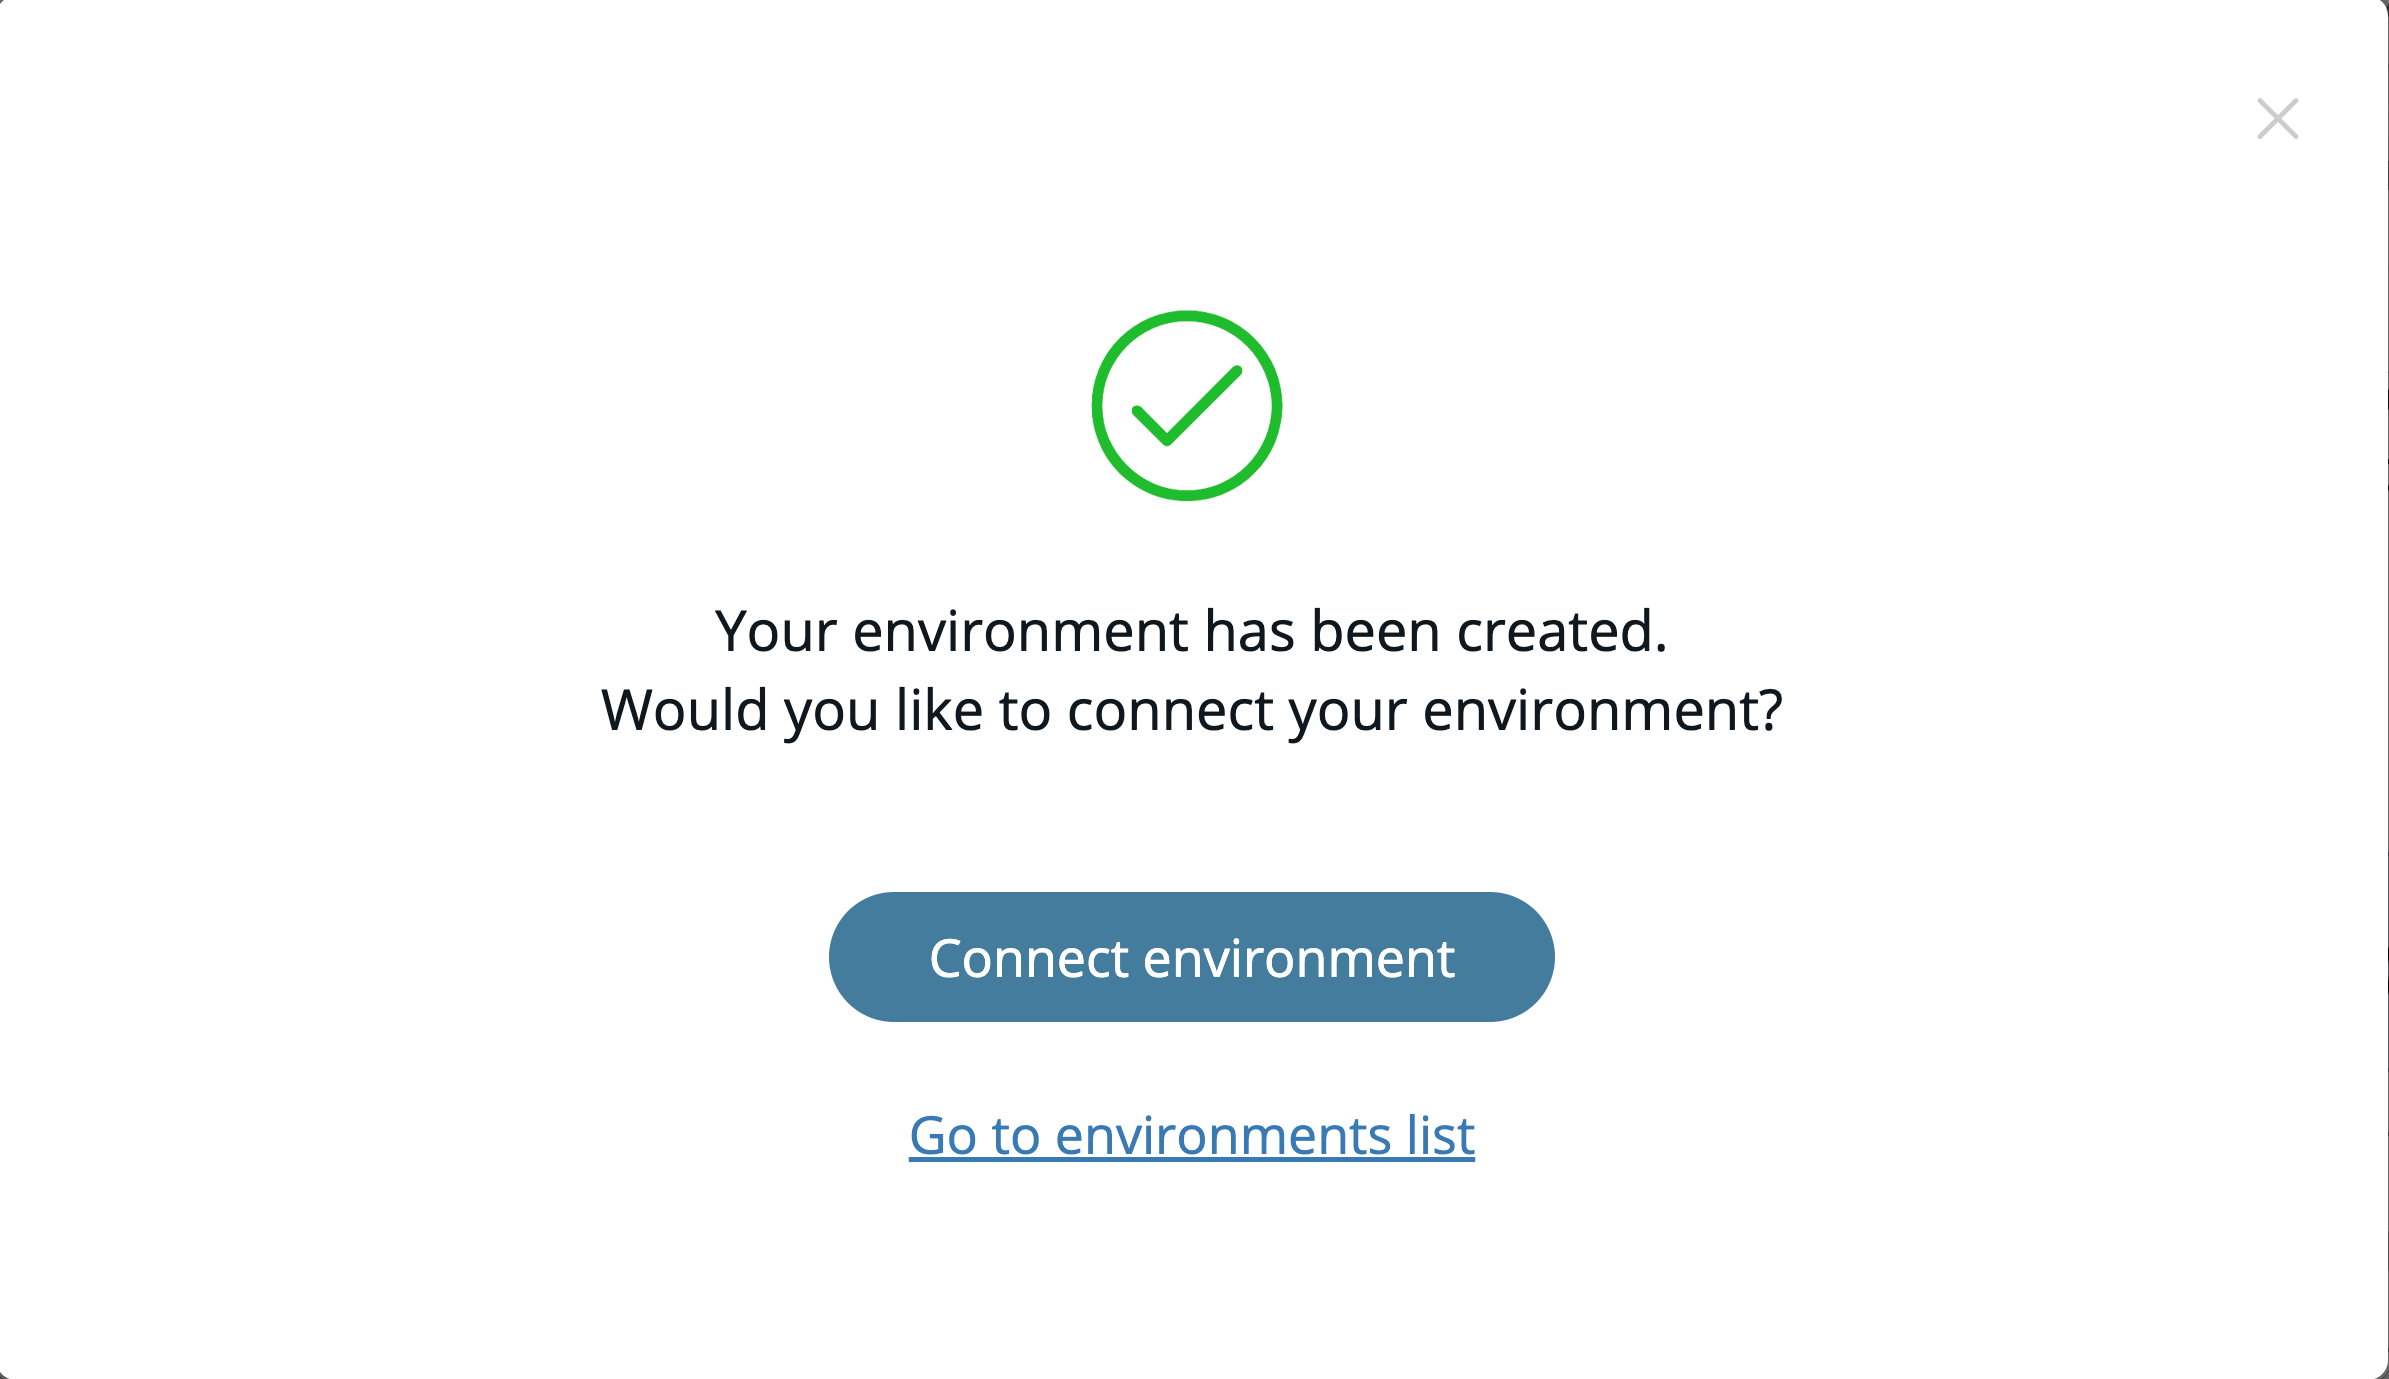 Your environment has been created.
Would you like to connect your environment?
Connect environment
Go to environments list